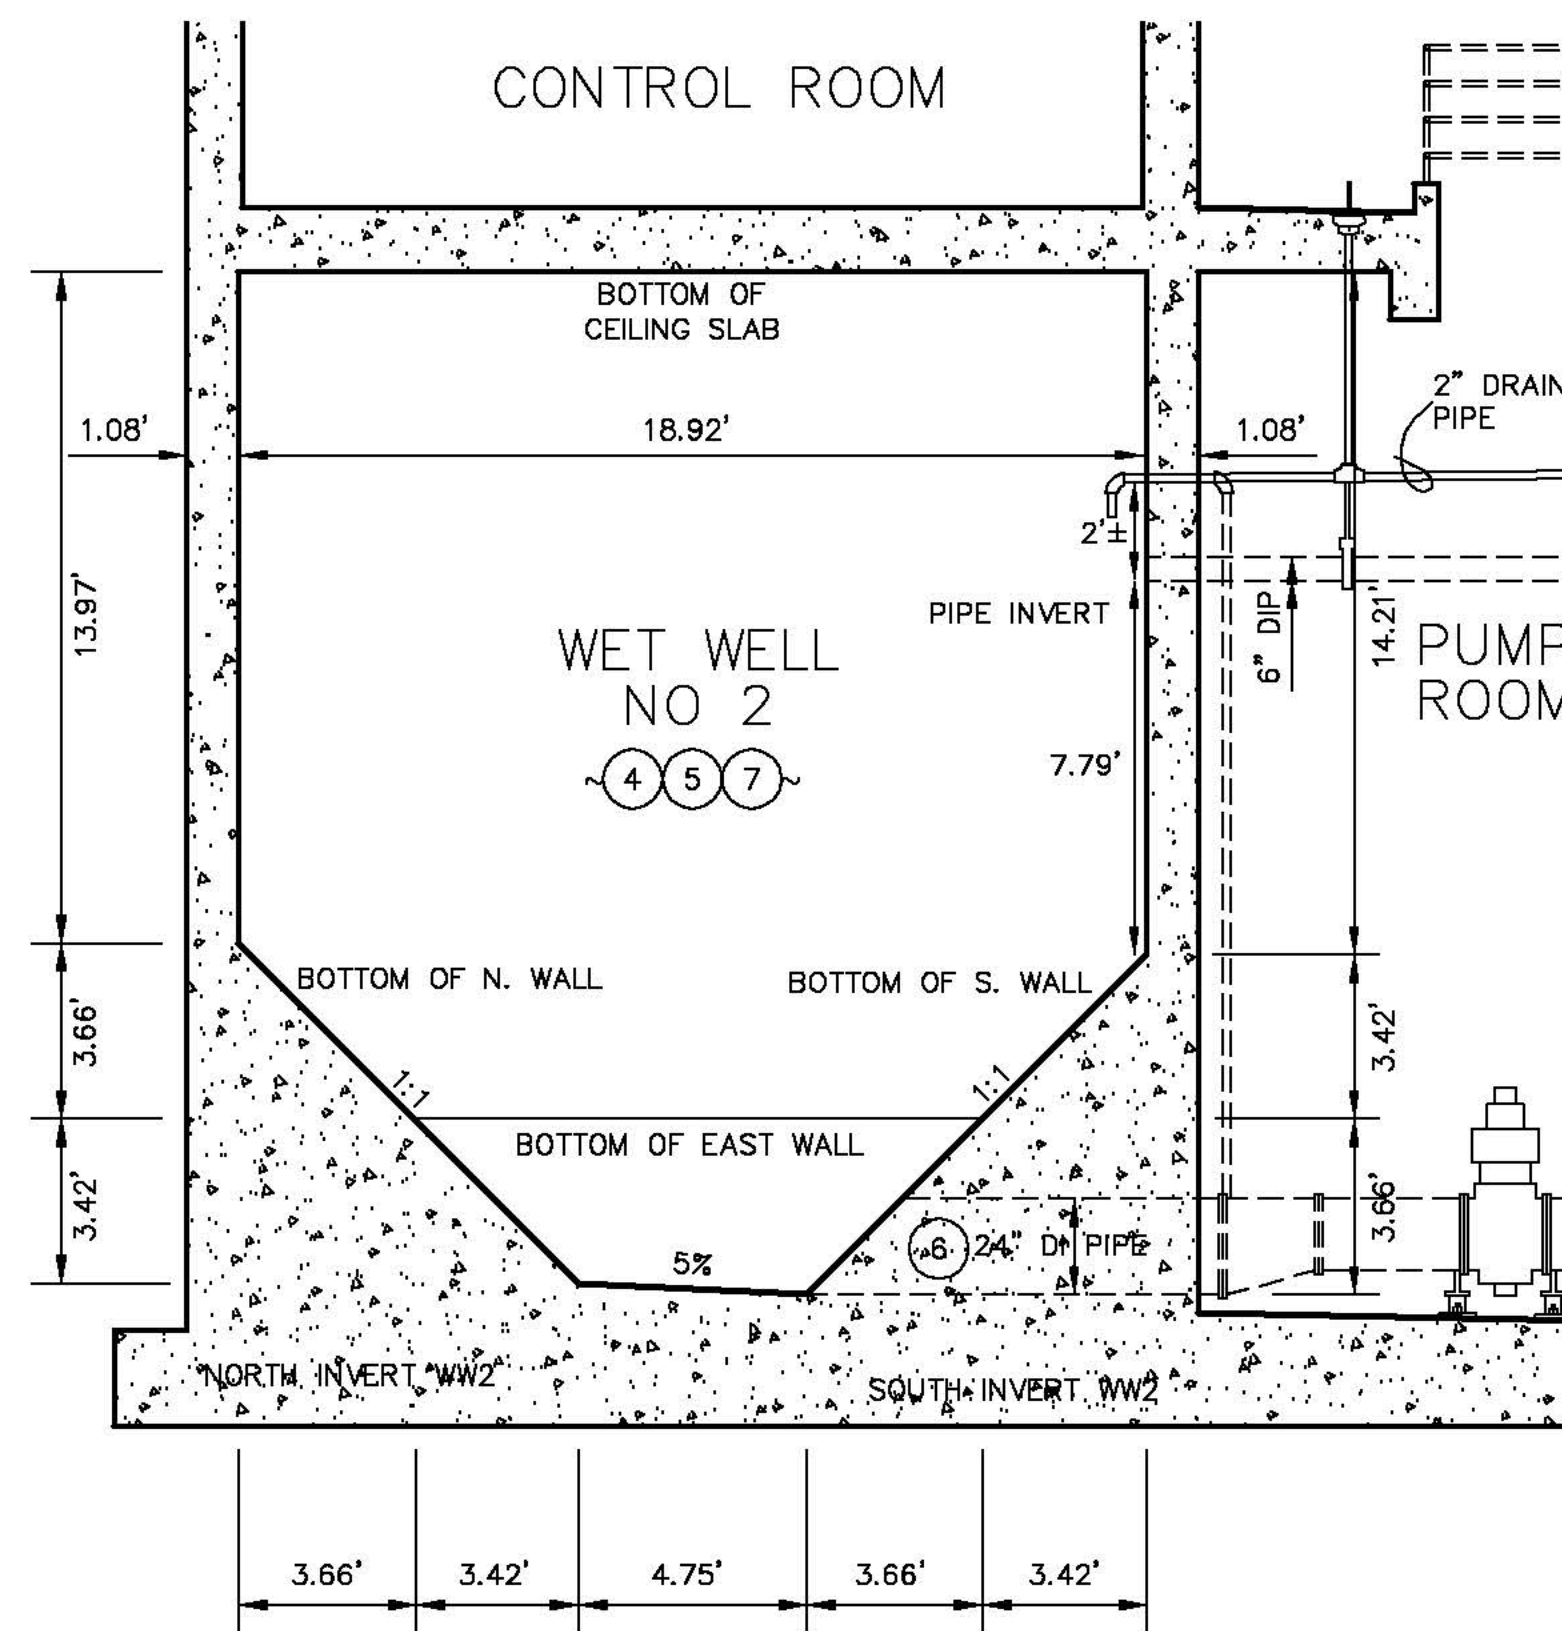 CONTROL ROOM
BOTTOM OF
CEILING SLAB
2" DRAIN
PIPE
1.08'
18.92'
1.08'
2'±
13.97'
PIPE INVERT
6" DIP
14.21'
WET WELL
NO 2
PUMP
ROOM
4 5 7
7.79'
BOTTOM OF N. WALL
BOTTOM OF S. WALL
3.66'
3.42'
1:1
1:1
BOTTOM OF EAST WALL
3.42'
3.66'
5%
6 24" DI PIPE
NORTH INVERT WW2
SOUTH INVERT WW2
3.66'
3.42'
4.75'
3.66'
3.42'